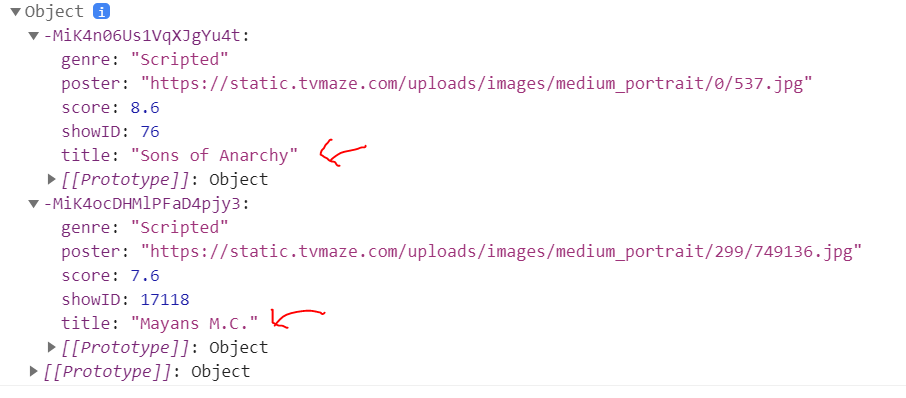 ▼Object i
▼-MiK4n06Us1VqXJgYu4t:
genre: "Scripted"
poster: "https://static.tvmaze.com/uploads/images/medium_portrait/0/537.jpg"
score: 8.6
showID: 76
title: "Sons of Anarchy"
▶[[Prototype]]: Object
▼-MiK4ocDHMlPFaD4pjy3:
genre: "Scripted"
poster: "https://static.tvmaze.com/uploads/images/medium_portrait/299/749136.jpg"
score: 7.6
showID: 17118
title: "Mayans M.C."
▶[[Prototype]]: Object
▶[[Prototype]]: Object